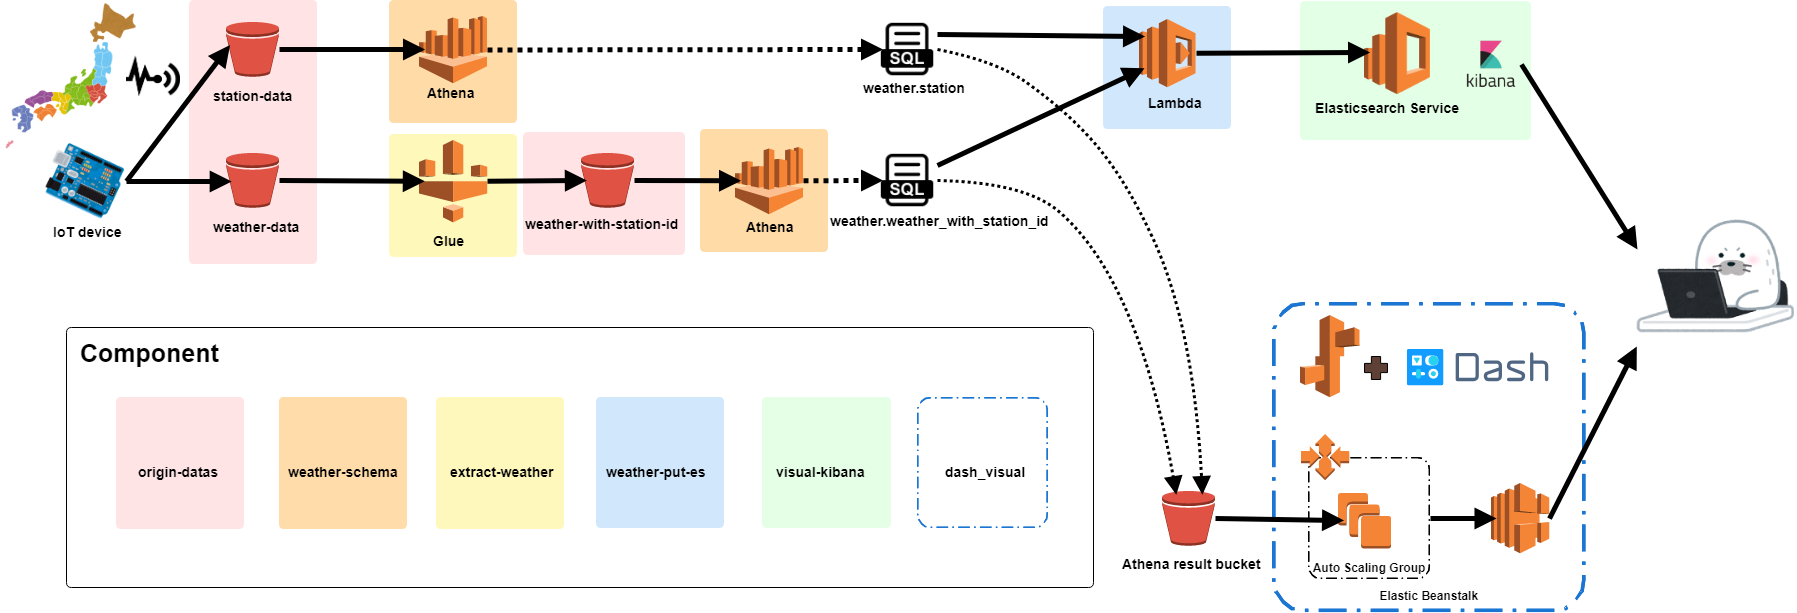 station-data
Athena
SQL
weather.station
Lambda
Elasticsearch Service
kibana
IoT device
weather-data
Glue
weather-with-station-id
Athena
SQL
weather.weather_with_station_id
Component
origin-datas
weather-schema
extract-weather
weather-put-es
visual-kibana
dash_visual
Dash
Athena result bucket
Auto Scaling Group
Elastic Beanstalk